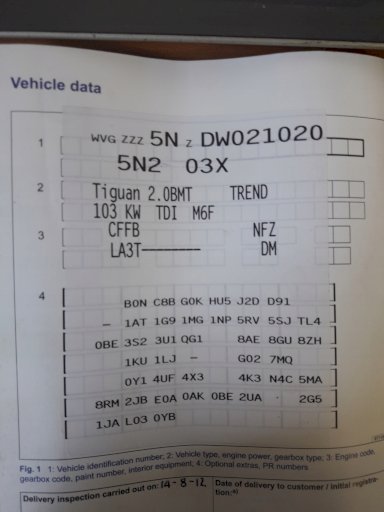 Vehicle data
1 WVG ZZZ 5N Z DW021020
5N2 03X
2 Tiguan 2.0BMT TREND
103 KW TDI M6F
3 CFFB NFZ
LA3T-------- DM
4
B0N C8B G0K HU5 J2D D91
- 1AT 1G9 1MG 1NP 5RV 5SJ TL4
0BE 3S2 3U1 QG1 8AE 8GU 8ZH
1KU 1LJ - G02 7MQ
0Y1 4UF 4X3 4K3 N4C 5MA
8RM 2JB E0A 0AK 0BE 2UA 2G5
1JA L03 0YB
Fig. 1 1: Vehicle identification number; 2: Vehicle type, engine power, gearbox type; 3: Engine code,
gearbox code, paint number, interior equipment; 4: Optional extras, PR numbers
Delivery inspection carried out on: 14-8-12
Date of delivery to customer / initial registra-
tion: